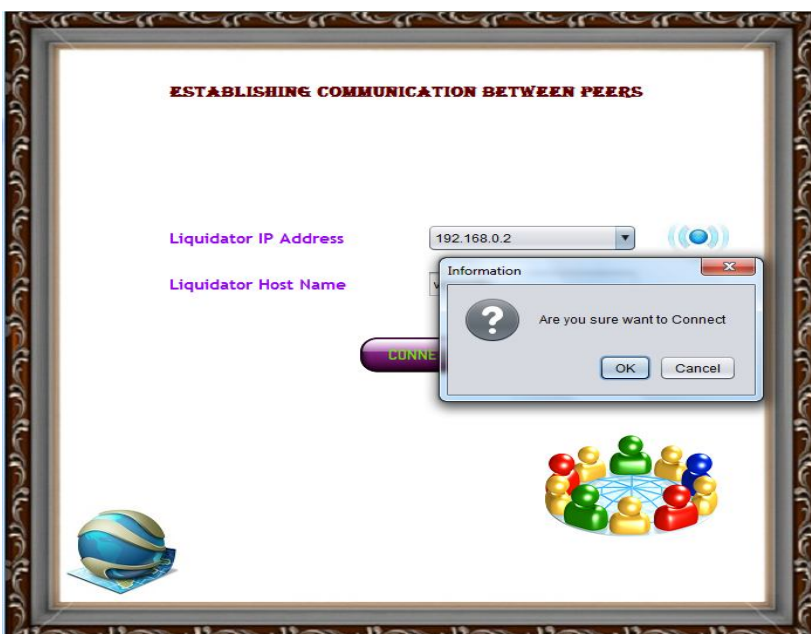 ESTABLISHING COMMUNICATION BETWEEN PEERS
Liquidator IP Address
192.168.0.2
Information
Liquidator Host Name
Are you sure want to Connect
OK
Cancel